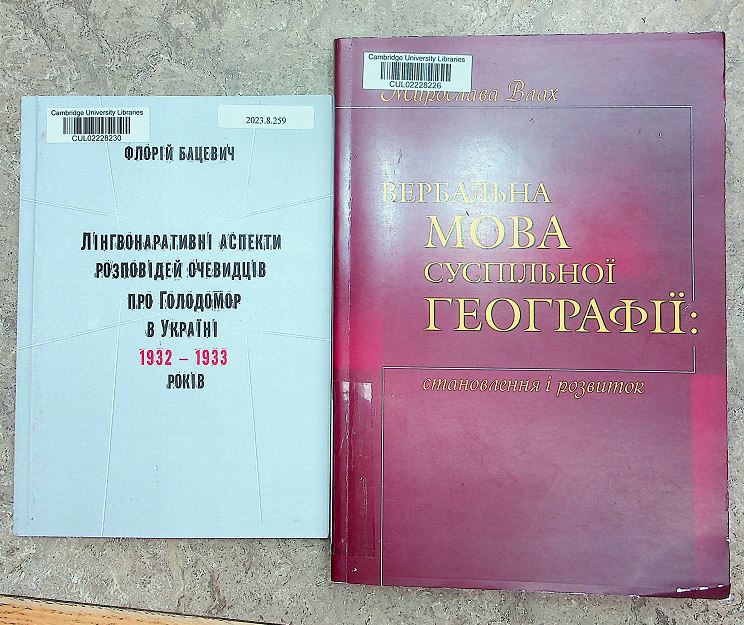 Cambridge University Libraries
CUL02228230
2023.8.259
ФЛОРІЙ БАЦЕВИЧ
ЛІНГВОНАРАТИВНІ АСПЕКТИ
РОЗПОВІДЕЙ ОЧЕВИДЦІВ
ПРО ГОЛОДОМОР
В УКРАЇНІ
1932 – 1933
РОКІВ
Cambridge University Libraries
CUL02228226
Мирослава Влах
ВЕРБАЛЬНА
МОВА
СУСПІЛЬНОЇ
ГЕОГРАФІЇ:
становлення і розвиток